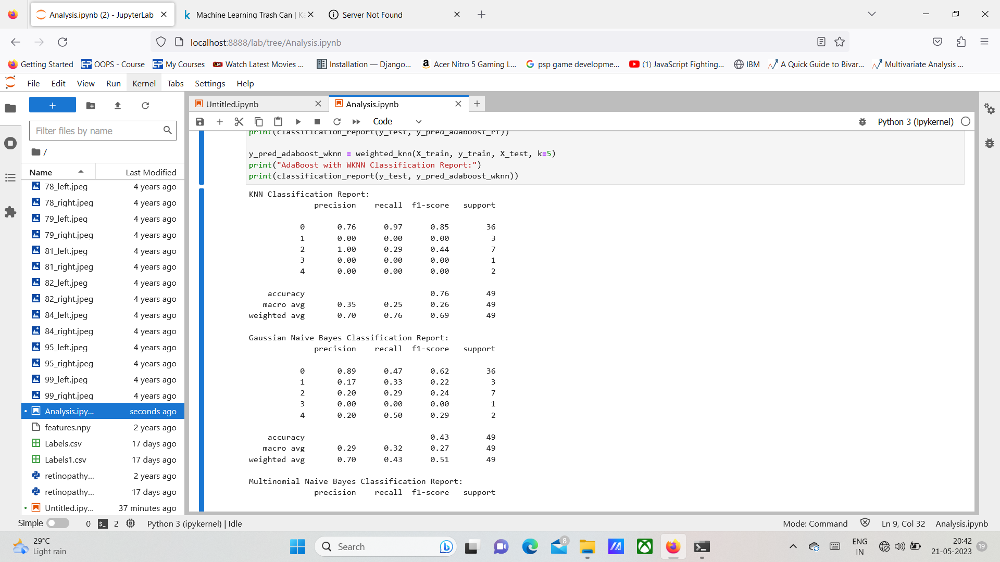 Analysis.ipynb (2) - JupyterLab
Machine Learning Trash Can | Ka
Server Not Found
localhost:8888/lab/tree/Analysis.ipynb
Getting Started
OOPS - Course
My Courses
Watch Latest Movies ...
Installation — Django...
Acer Nitro 5 Gaming L...
psp game developme...
(1) JavaScript Fighting...
IBM
A Quick Guide to Bivar...
Multivariate Analysis ...
File Edit View Run Kernel Tabs Settings Help
Untitled.ipynb
Analysis.ipynb
Code
Python 3 (ipykernel)
Filter files by name
/
Name Last Modified
78_left.jpeg 4 years ago
78_right.jpeg 4 years ago
79_left.jpeg 4 years ago
79_right.jpeg 4 years ago
81_left.jpeg 4 years ago
81_right.jpeg 4 years ago
82_left.jpeg 4 years ago
82_right.jpeg 4 years ago
84_left.jpeg 4 years ago
84_right.jpeg 4 years ago
95_left.jpeg 4 years ago
95_right.jpeg 4 years ago
99_left.jpeg 4 years ago
99_right.jpeg 4 years ago
Analysis.ipy... seconds ago
features.npy 2 years ago
Labels.csv 17 days ago
Labels1.csv 17 days ago
retinopathy... 2 years ago
retinopathy... 17 days ago
Untitled.ipy... 37 minutes ago
print(classification_report(y_test, y_pred_adaboost_rf))
y_pred_adaboost_wknn = weighted_knn(X_train, y_train, X_test, k=5)
print("AdaBoost with WKNN Classification Report:")
print(classification_report(y_test, y_pred_adaboost_wknn))
KNN Classification Report:
precision recall f1-score support
0 0.76 0.97 0.85 36
1 0.00 0.00 0.00 3
2 1.00 0.29 0.44 7
3 0.00 0.00 0.00 1
4 0.00 0.00 0.00 2
accuracy 0.76 49
macro avg 0.35 0.25 0.26 49
weighted avg 0.70 0.76 0.69 49
Gaussian Naive Bayes Classification Report:
precision recall f1-score support
0 0.89 0.47 0.62 36
1 0.17 0.33 0.22 3
2 0.20 0.29 0.24 7
3 0.00 0.00 0.00 1
4 0.20 0.50 0.29 2
accuracy 0.43 49
macro avg 0.29 0.32 0.27 49
weighted avg 0.70 0.43 0.51 49
Multinomial Naive Bayes Classification Report:
precision recall f1-score support
Simple 0 $_ 2 Python 3 (ipykernel) | Idle
Mode: Command Ln 9, Col 32 Analysis.ipynb
29°C
Light rain
Search
8
ENG
IN
20:42
21-05-2023
19